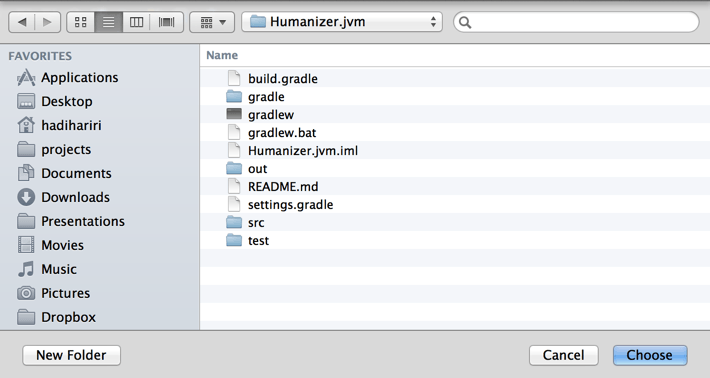 Humanizer.jvm
FAVORITES
Applications
Desktop
hadihariri
projects
Documents
Downloads
Presentations
Movies
Music
Pictures
Dropbox
Name
build.gradle
gradle
gradlew
gradlew.bat
Humanizer.jvm.iml
out
README.md
settings.gradle
src
test
New Folder
Cancel
Choose